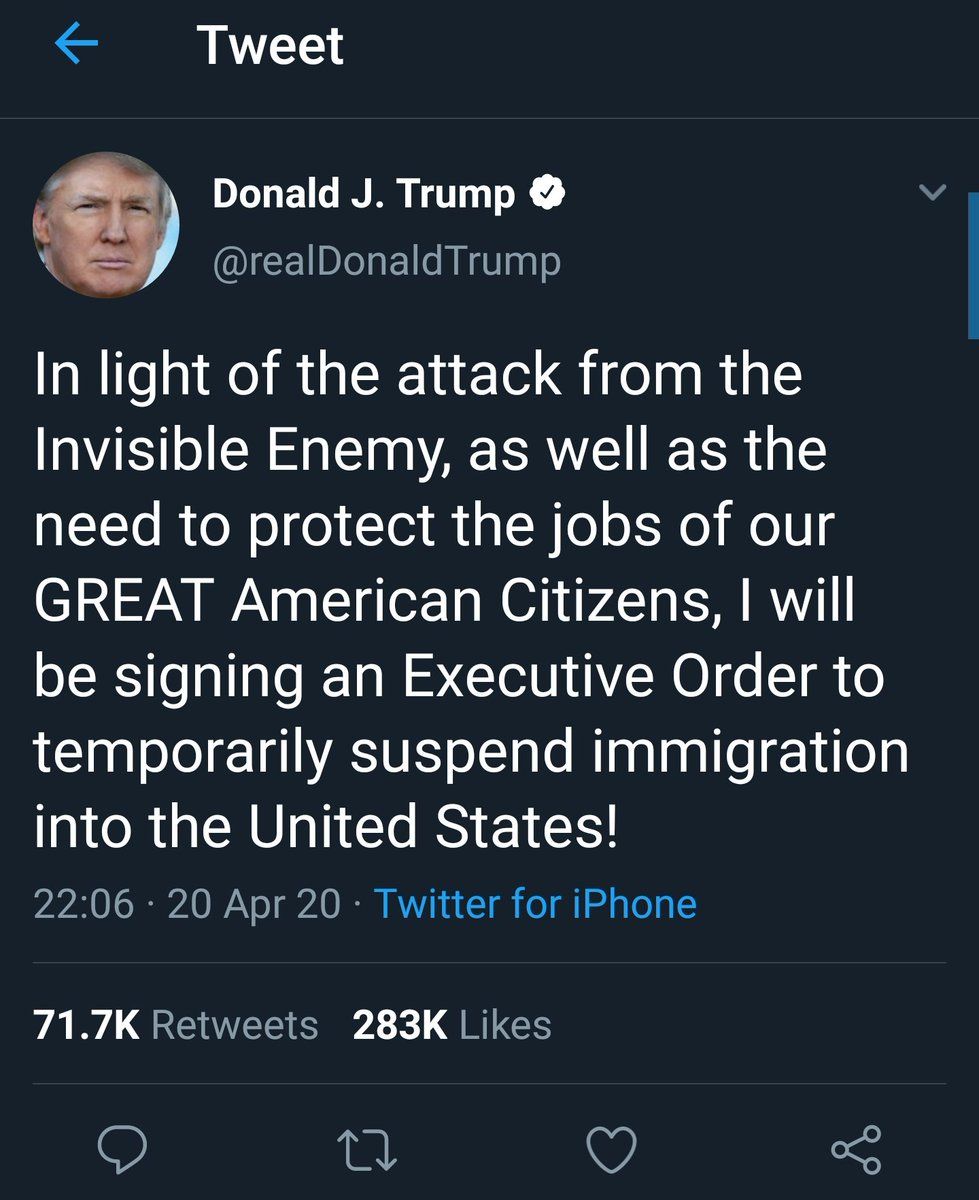 Tweet
Donald J. Trump
@realDonaldTrump
In light of the attack from the
Invisible Enemy, as well as the
need to protect the jobs of our
GREAT American Citizens, I will
be signing an Executive Order to
temporarily suspend immigration
into the United States!
22:06 · 20 Apr 20 · Twitter for iPhone
71.7K Retweets 283K Likes